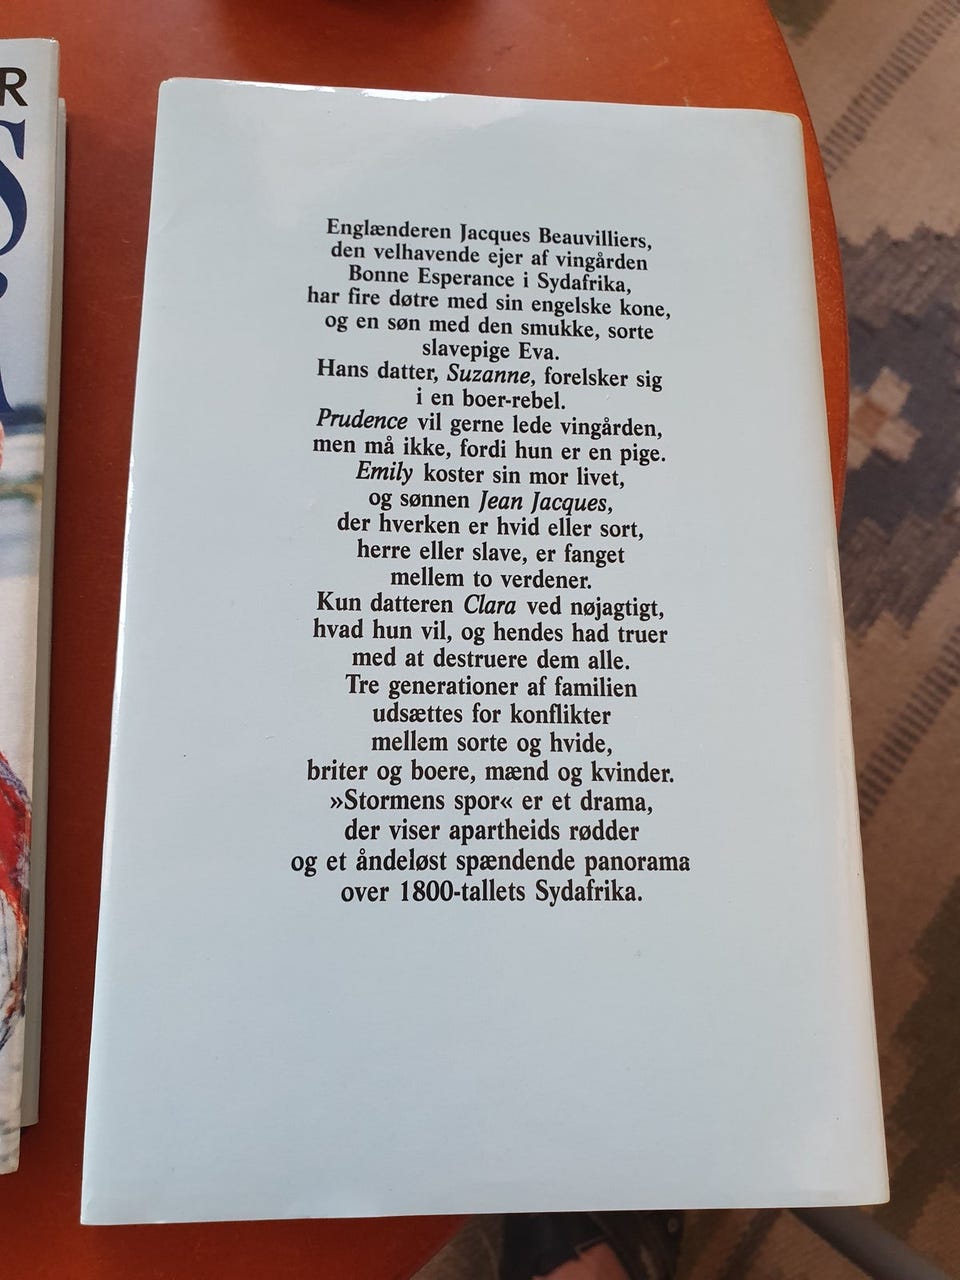 R
S
Englænderen Jacques Beauvilliers,
den velhavende ejer af vingården
Bonne Esperance i Sydafrika,
har fire døtre med sin engelske kone,
og en søn med den smukke, sorte
slavepige Eva.
Hans datter, Suzanne, forelsker sig
i en boer-rebel.
Prudence vil gerne lede vingården,
men må ikke, fordi hun er en pige.
Emily koster sin mor livet,
og sønnen Jean Jacques,
der hverken er hvid eller sort,
herre eller slave, er fanget
mellem to verdener.
Kun datteren Clara ved nøjagtigt,
hvad hun vil, og hendes had truer
med at destruere dem alle.
Tre generationer af familien
udsættes for konflikter
mellem sorte og hvide,
briter og boere, mænd og kvinder.
»Stormens spor« er et drama,
der viser apartheids rødder
og et åndeløst spændende panorama
over 1800-tallets Sydafrika.